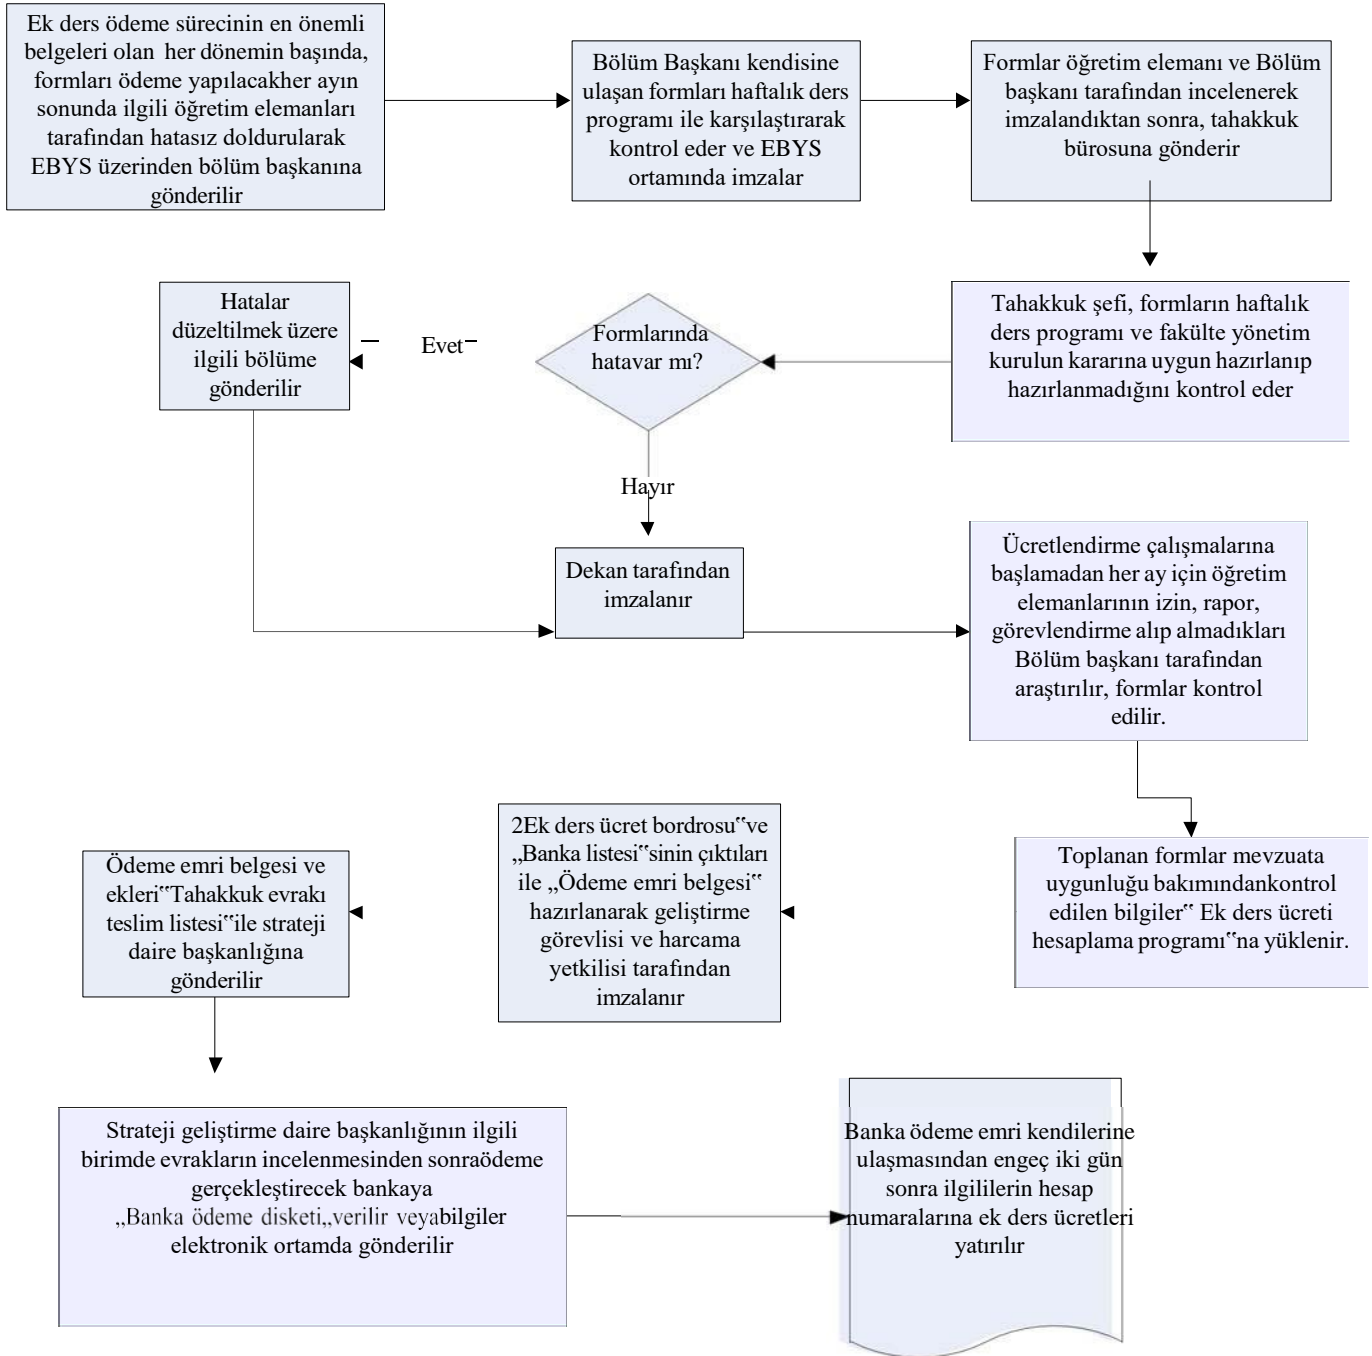 Ek ders ödeme sürecinin en önemli
belgeleri olan her dönemin başında,
formları ödeme yapılacakher ayın
sonunda ilgili öğretim elemanları
tarafından hatasız doldurularak
EBYS üzerinden bölüm başkanına
gönderilir
Bölüm Başkanı kendisine
ulaşan formları haftalık ders
programı ile karşılaştırarak
kontrol eder ve EBYS
ortamında imzalar
Formlar öğretim elemanı ve Bölüm
başkanı tarafından incelenerek
imzalandıktan sonra, tahakkuk
bürosuna gönderir
Tahakkuk şefi, formların haftalık
ders programı ve fakülte yönetim
kurulun kararına uygun hazırlanıp
hazırlanmadığını kontrol eder
Formlarında
hatavar mı?
Evet
Hatalar
düzeltilmek üzere
ilgili bölüme
gönderilir
Hayır
Dekan tarafından
imzalanır
Ücretlendirme çalışmalarına
başlamadan her ay için öğretim
elemanlarının izin, rapor,
görevlendirme alıp almadıkları
Bölüm başkanı tarafından
araştırılır, formlar kontrol
edilir.
Toplanan formlar mevzuata
uygunluğu bakımındankontrol
edilen bilgiler‟ Ek ders ücreti
hesaplama programı‟na yüklenir.
2Ek ders ücret bordrosu‟ve
„Banka listesi‟sinin çıktıları
ile „Ödeme emri belgesi‟
hazırlanarak geliştirme
görevlisi ve harcama
yetkilisi tarafından
imzalanır
Ödeme emri belgesi ve
ekleri‟Tahakkuk evrakı
teslim listesi‟ile strateji
daire başkanlığına
gönderilir
Strateji geliştirme daire başkanlığının ilgili
birimde evrakların incelenmesinden sonraödeme
gerçekleştirecek bankaya
„Banka ödeme disketi„verilir veyabilgiler
elektronik ortamda gönderilir
Banka ödeme emri kendilerine
ulaşmasından engeç iki gün
sonra ilgililerin hesap
numaralarına ek ders ücretleri
yatırılır